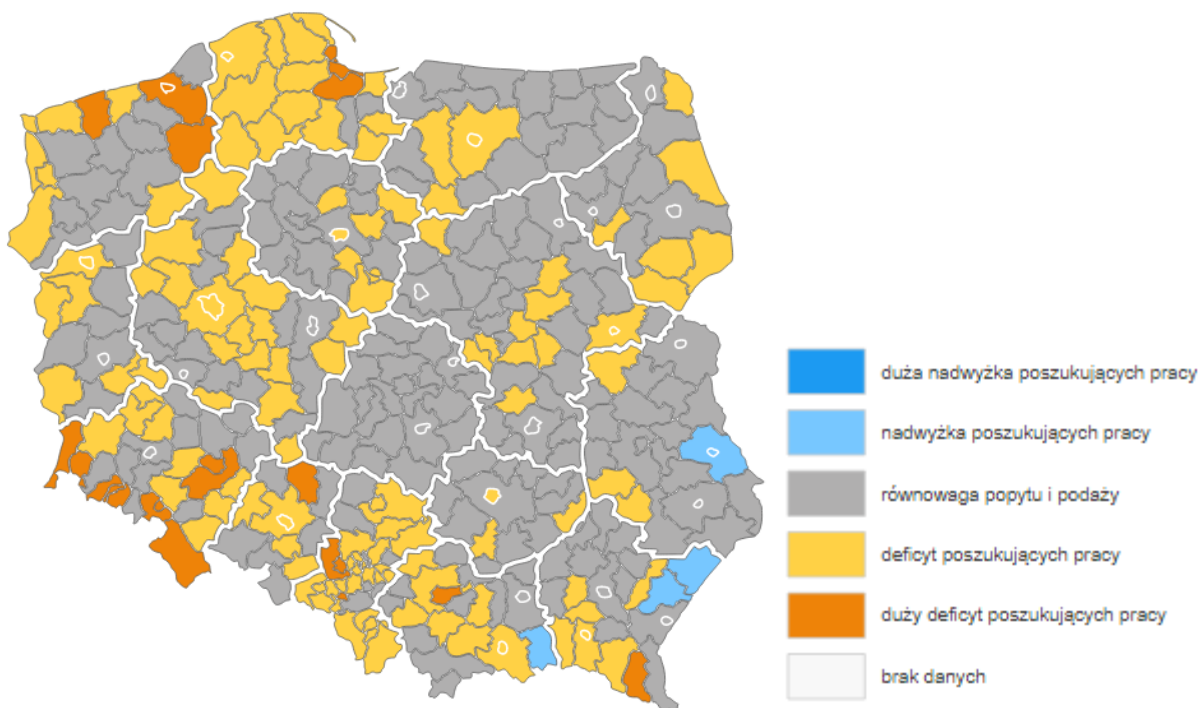 duża nadwyżka poszukujących pracy
nadwyżka poszukujących pracy
równowaga popytu i podaży
deficyt poszukujących pracy
duży deficyt poszukujących pracy
brak danych